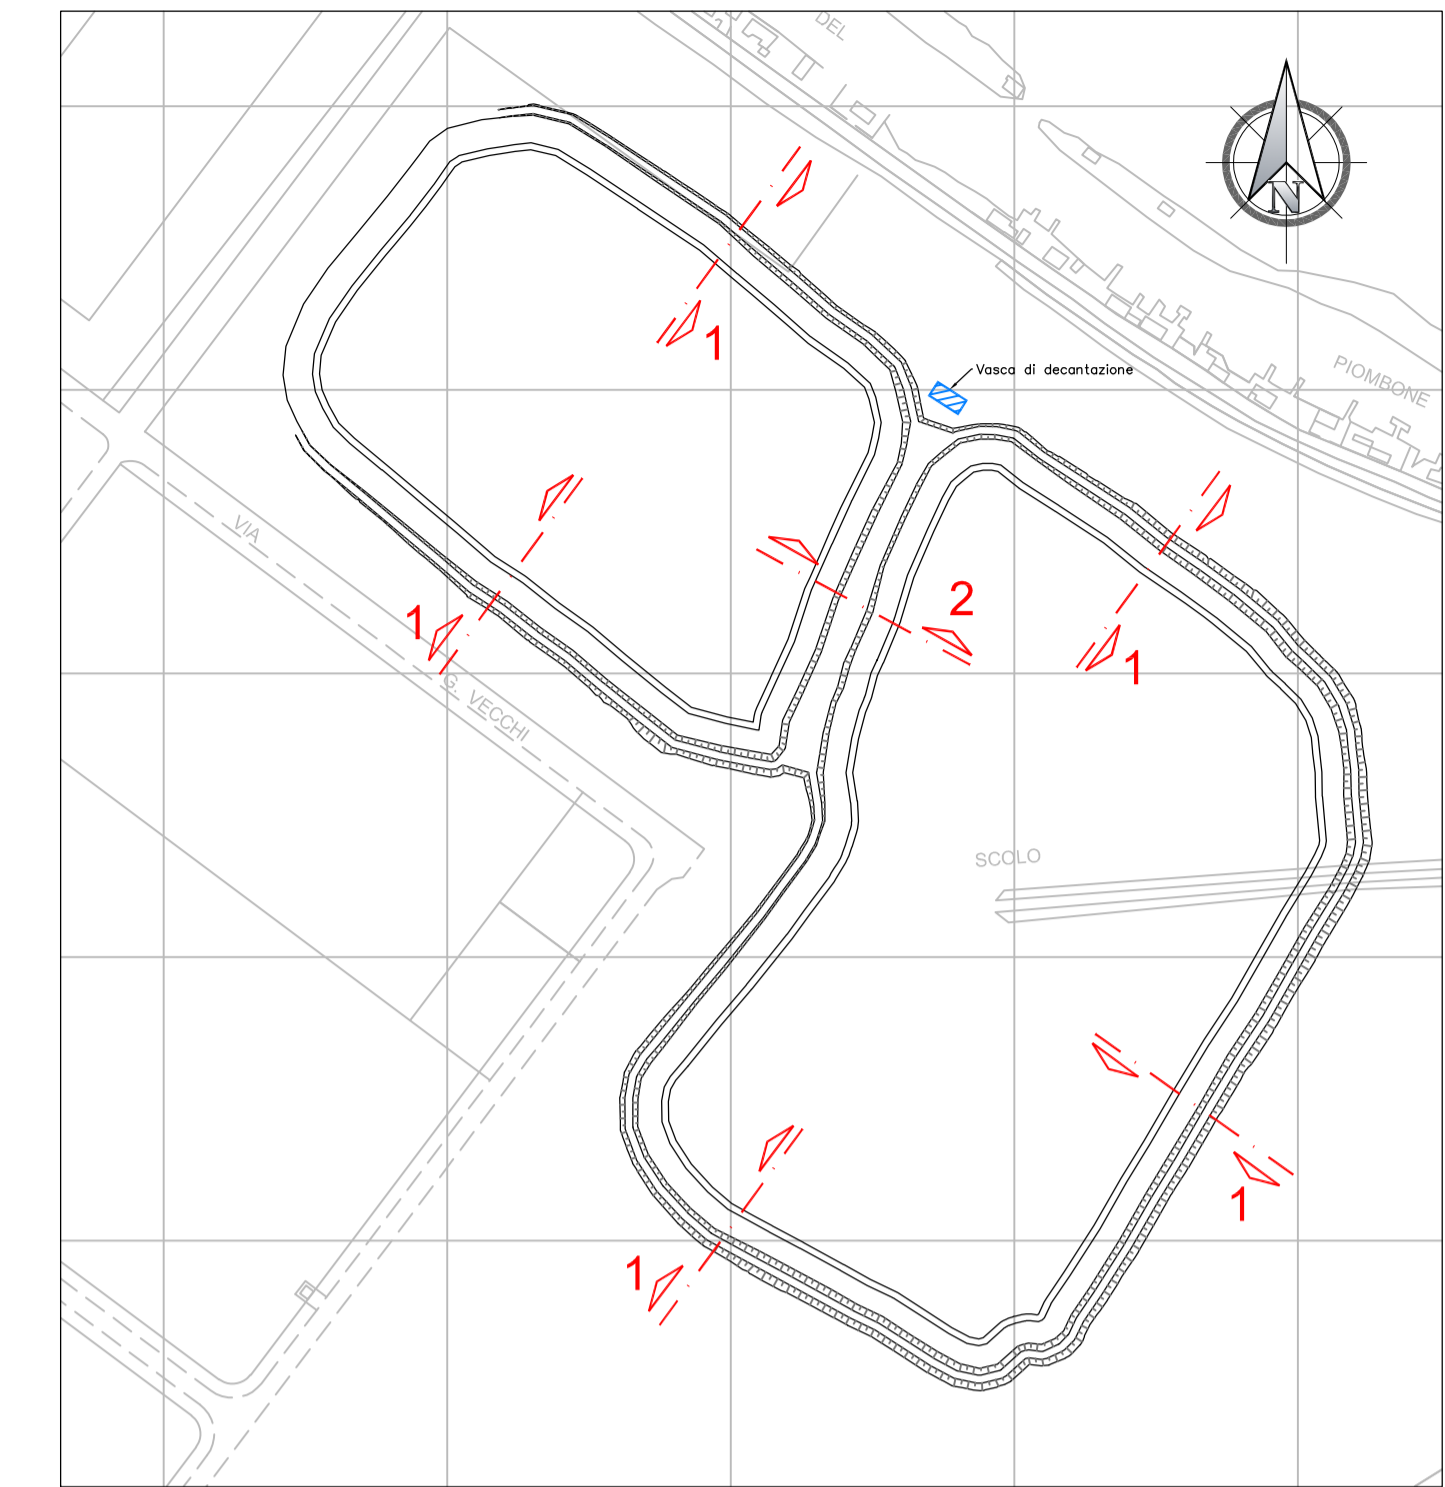 DEL
N
1
Vasca di decantazione
PIOMBONE
VIA
2
1
1
G. VECCHI
SCOLO
1
1